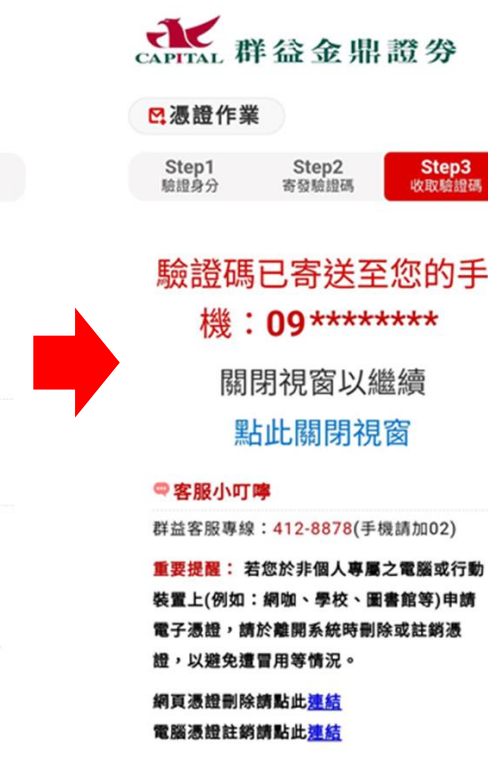 CAPITAL 群益金鼎證券
憑證作業
Step1 Step2 Step3
驗證身分 寄發驗證碼 收取驗證碼
驗證碼已寄送至您的手
機：09********
關閉視窗以繼續
點此關閉視窗
客服小叮嚀
群益客服專線：412-8878(手機請加02)
重要提醒： 若您於非個人專屬之電腦或行動
裝置上(例如：網咖、學校、圖書館等)申請
電子憑證，請於離開系統時刪除或註銷憑
證，以避免遭冒用等情況。
網頁憑證刪除請點此連結
電腦憑證註銷請點此連結